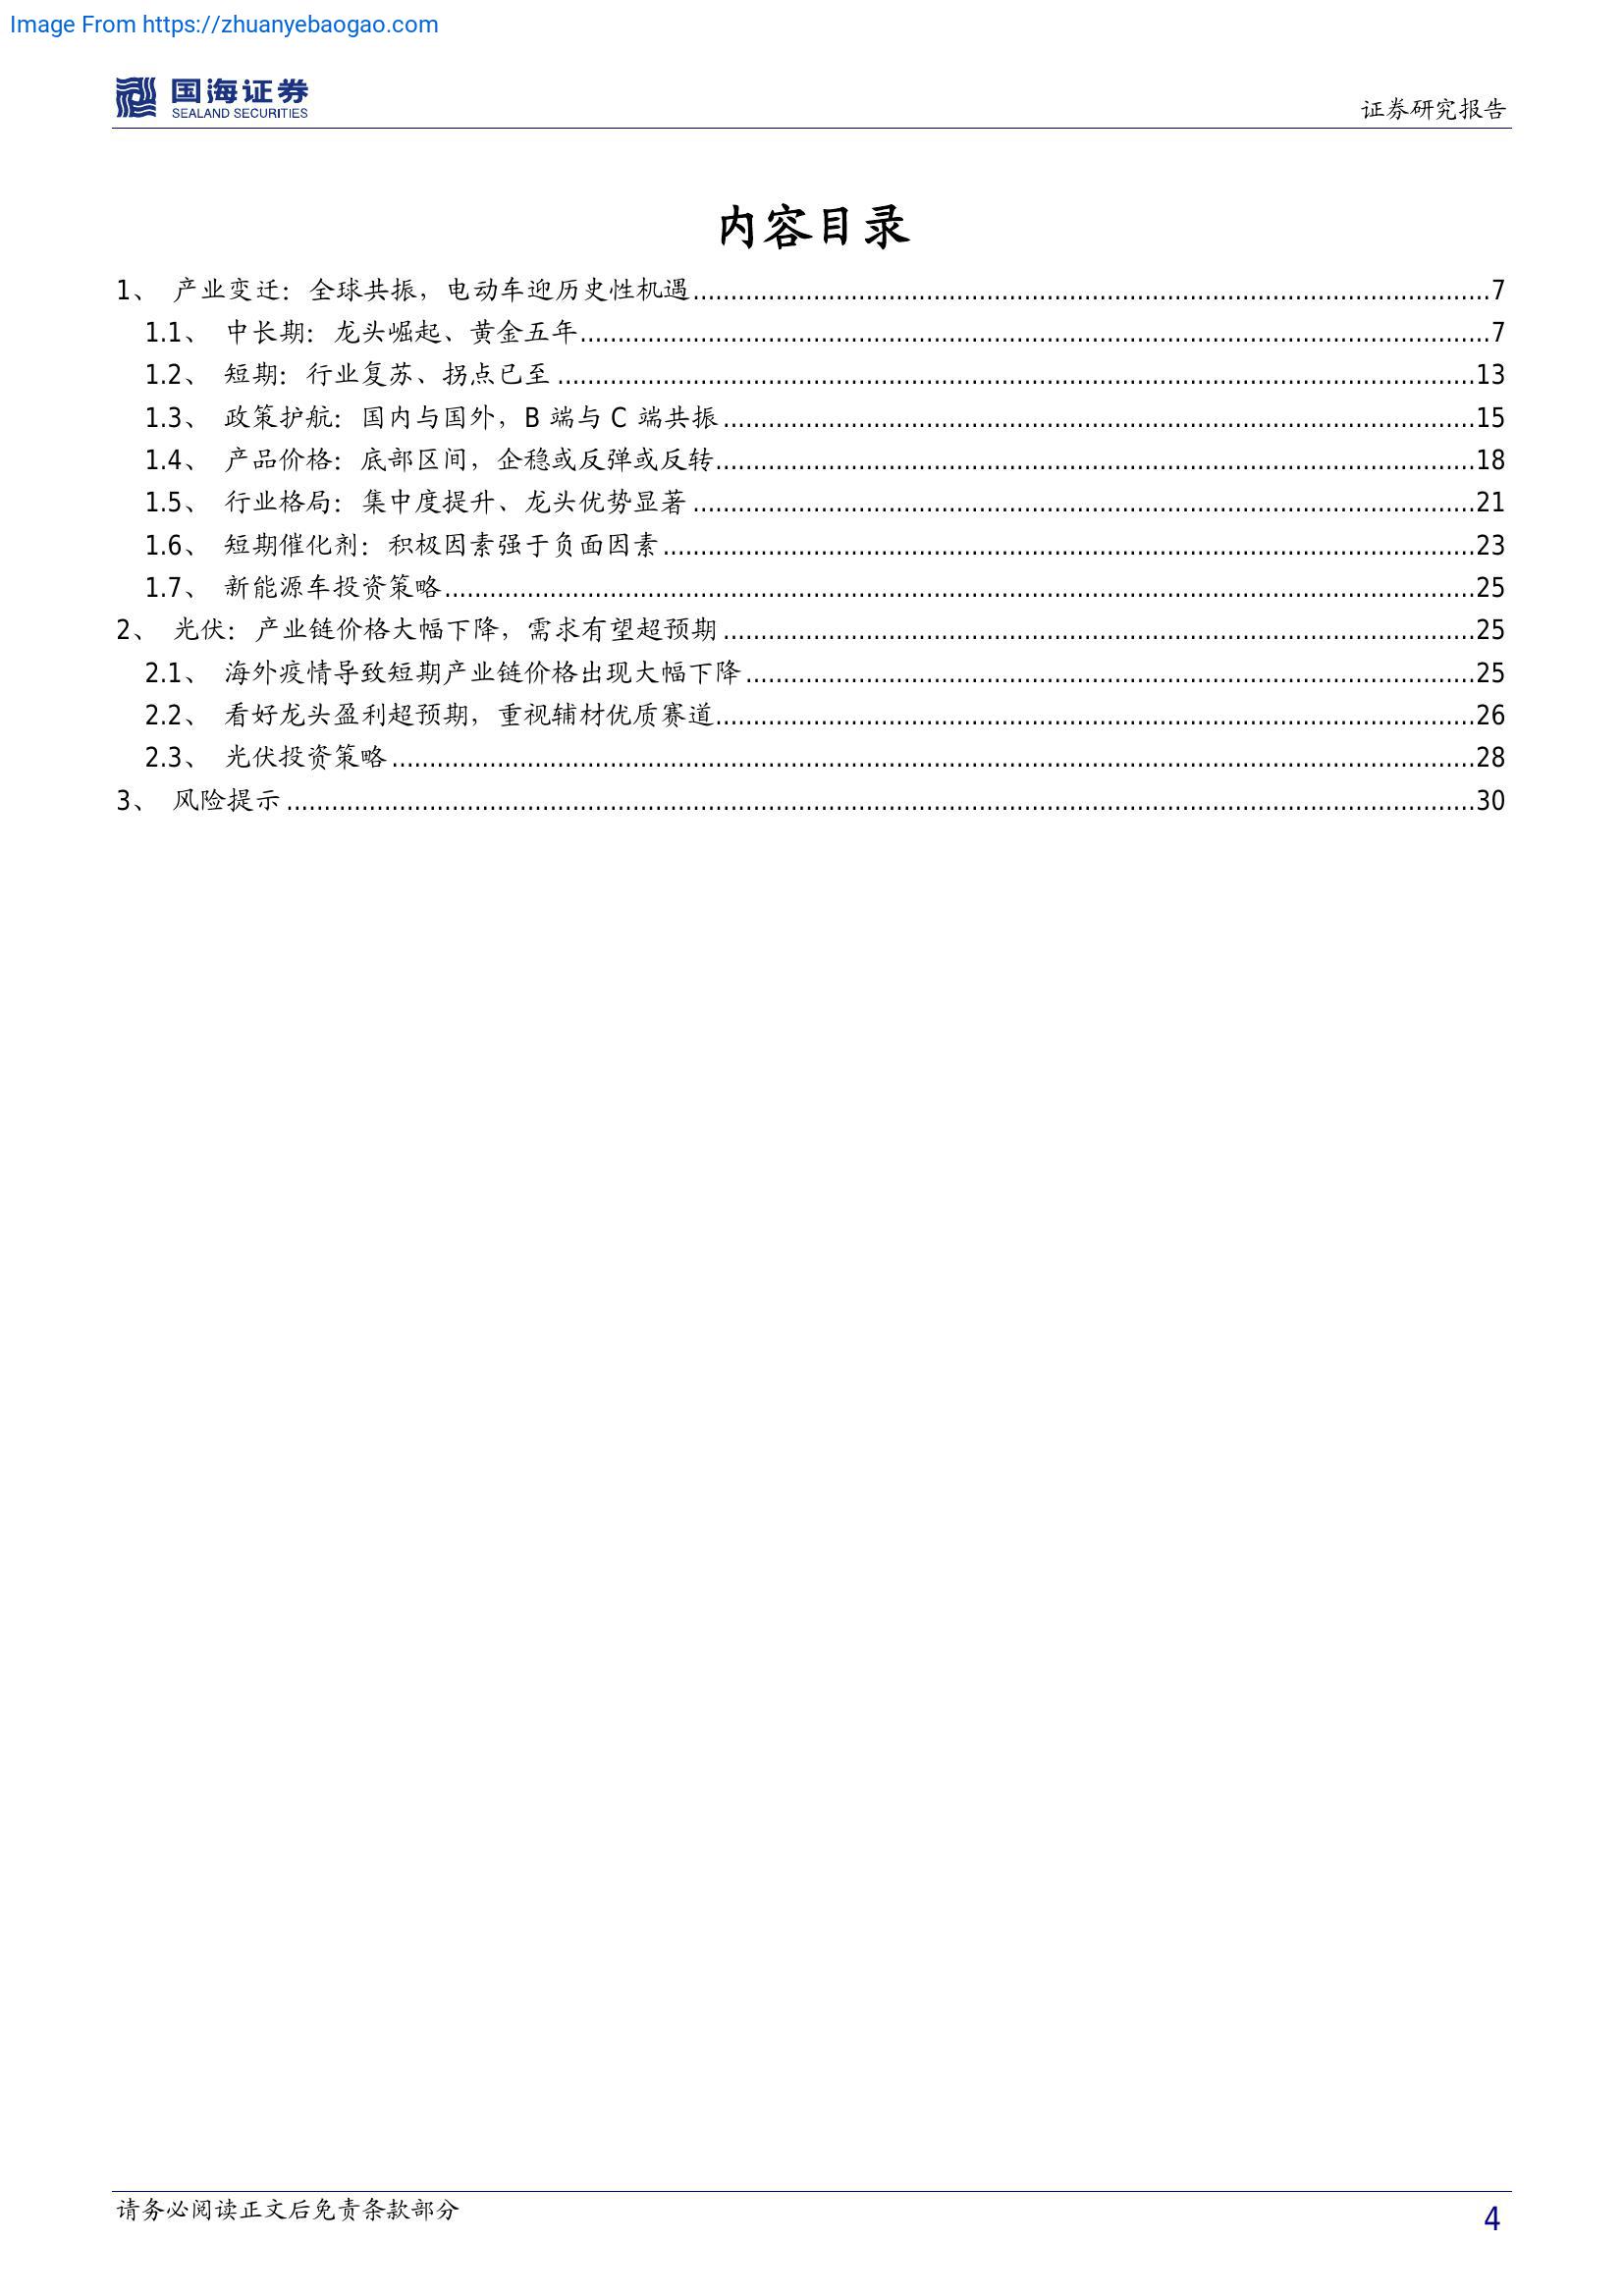 Image From https://zhuanyebaogao.com
国海证券
SEALAND SECURITIES
证券研究报告
内容目录
1、 产业变迁：全球共振，电动车迎历史性机遇..........7
1.1、 中长期：龙头崛起、黄金五年..........7
1.2、 短期：行业复苏、拐点已至..........13
1.3、 政策护航：国内与国外，B 端与 C 端共振..........15
1.4、 产品价格：底部区间，企稳或反弹或反转..........18
1.5、 行业格局：集中度提升、龙头优势显著..........21
1.6、 短期催化剂：积极因素强于负面因素..........23
1.7、 新能源车投资策略..........25
2、 光伏：产业链价格大幅下降，需求有望超预期..........25
2.1、 海外疫情导致短期产业链价格出现大幅下降..........25
2.2、 看好龙头盈利超预期，重视辅材优质赛道..........26
2.3、 光伏投资策略..........28
3、 风险提示..........30
请务必阅读正文后免责条款部分
4